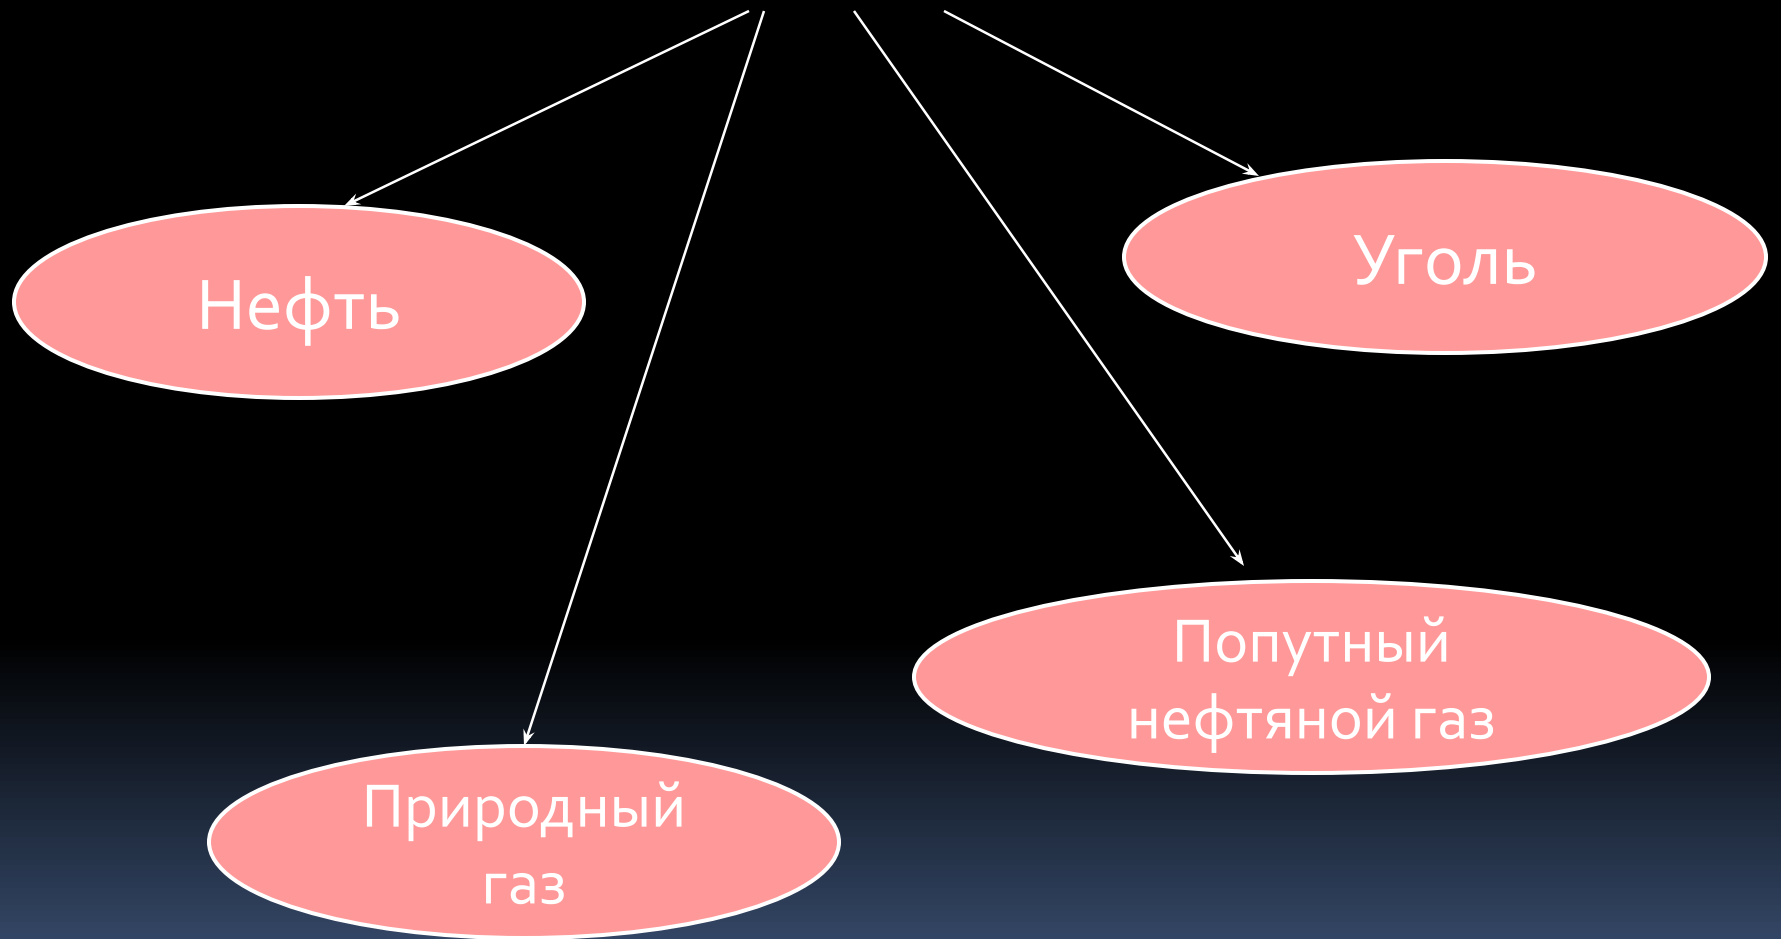 Нефть
Уголь
Природный
газ
Попутный
нефтяной газ